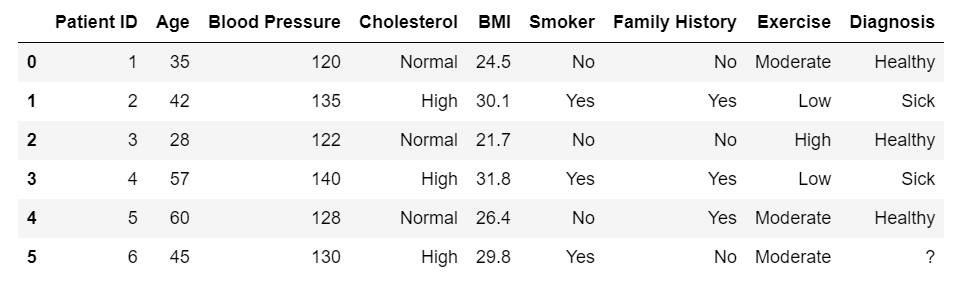 Patient ID Age Blood Pressure Cholesterol BMI Smoker Family History Exercise Diagnosis
0 1 35 120 Normal 24.5 No No Moderate Healthy
1 2 42 135 High 30.1 Yes Yes Low Sick
2 3 28 122 Normal 21.7 No No High Healthy
3 4 57 140 High 31.8 Yes Yes Low Sick
4 5 60 128 Normal 26.4 No Yes Moderate Healthy
5 6 45 130 High 29.8 Yes No Moderate ?